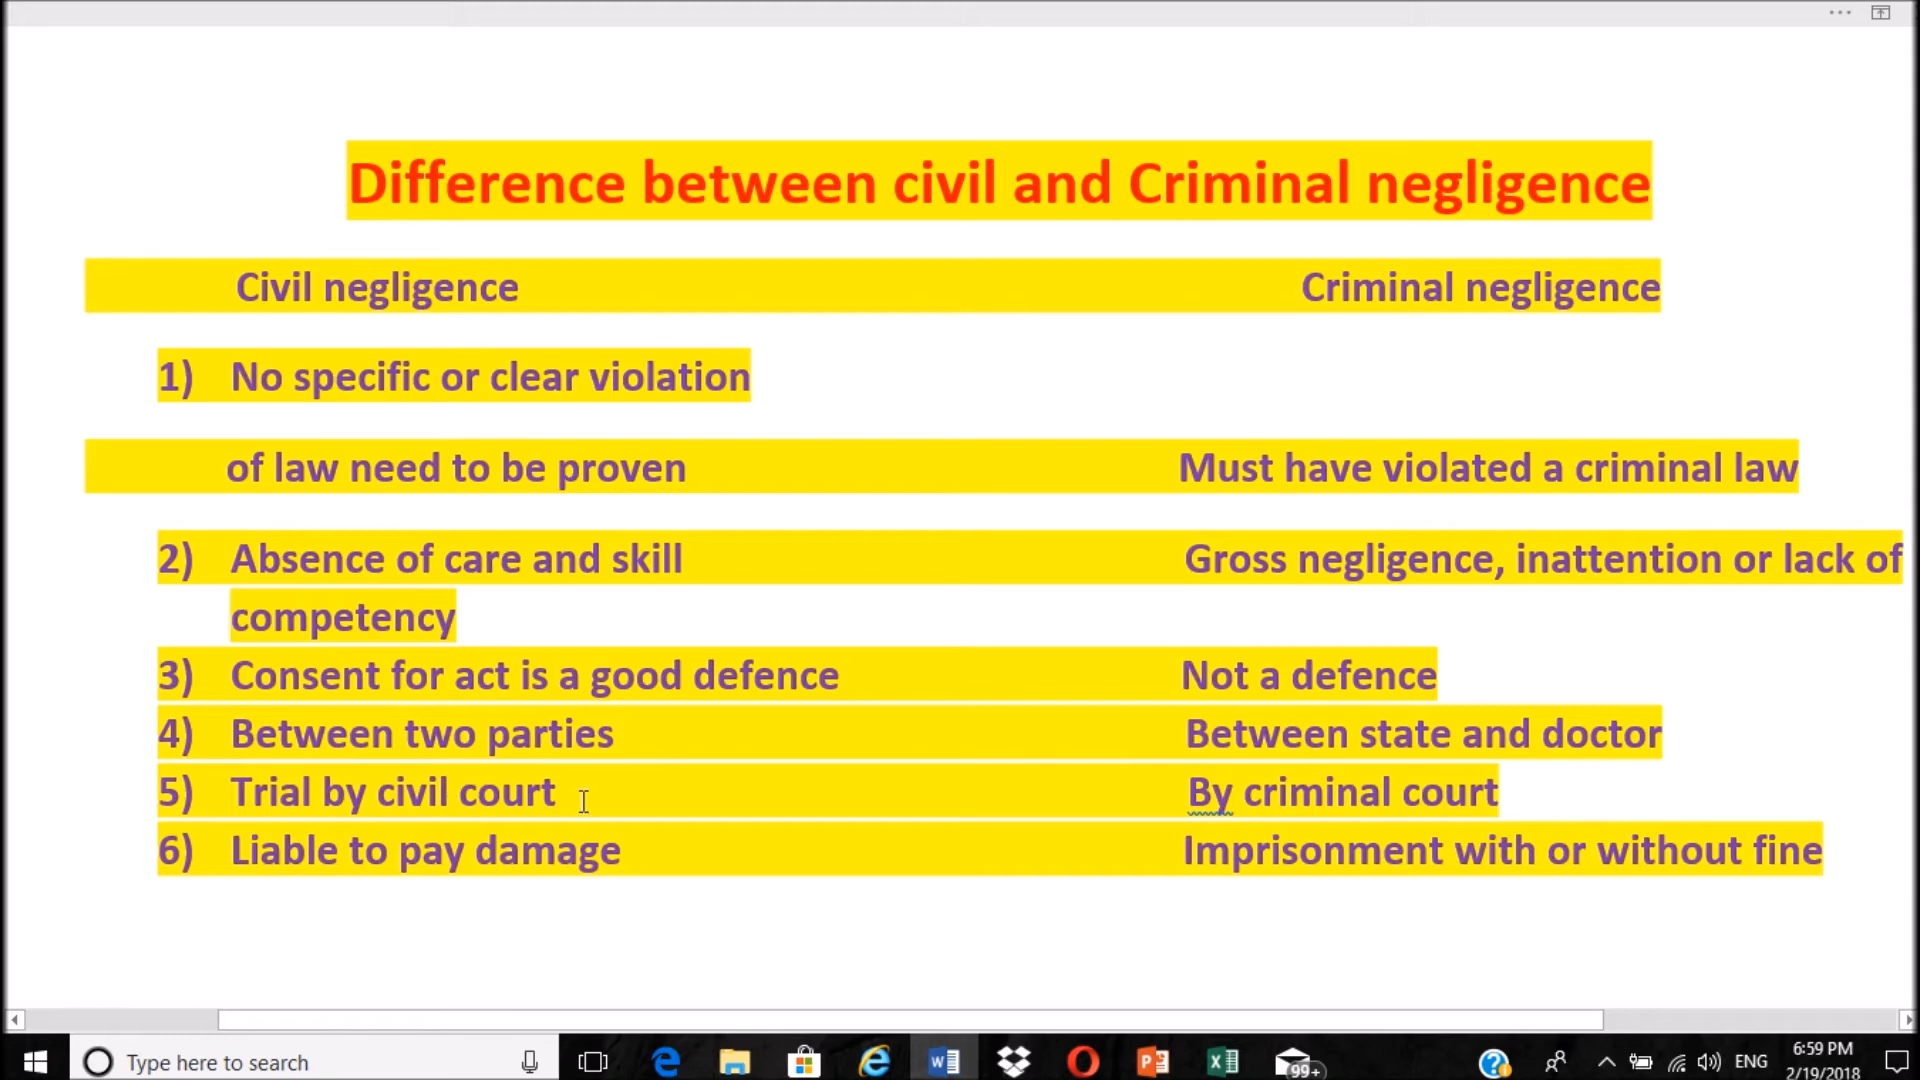 Difference between civil and Criminal negligence
Civil negligence Criminal negligence
1) No specific or clear violation
of law need to be proven Must have violated a criminal law
2) Absence of care and skill Gross negligence, inattention or lack of
competency
3) Consent for act is a good defence Not a defence
4) Between two parties Between state and doctor
5) Trial by civil court By criminal court
6) Liable to pay damage Imprisonment with or without fine
Type here to search 99+ ENG 6:59 PM
2/19/2018